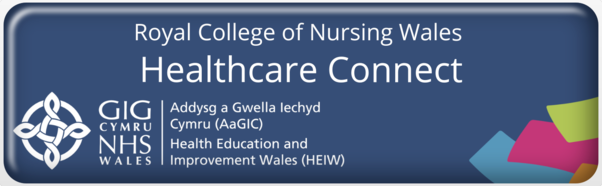 Royal College of Nursing Wales
Healthcare Connect
GIG
CYMRU
NHS
WALES
Addysg a Gwella Iechyd
Cymru (AaGIC)
Health Education and
Improvement Wales (HEIW)